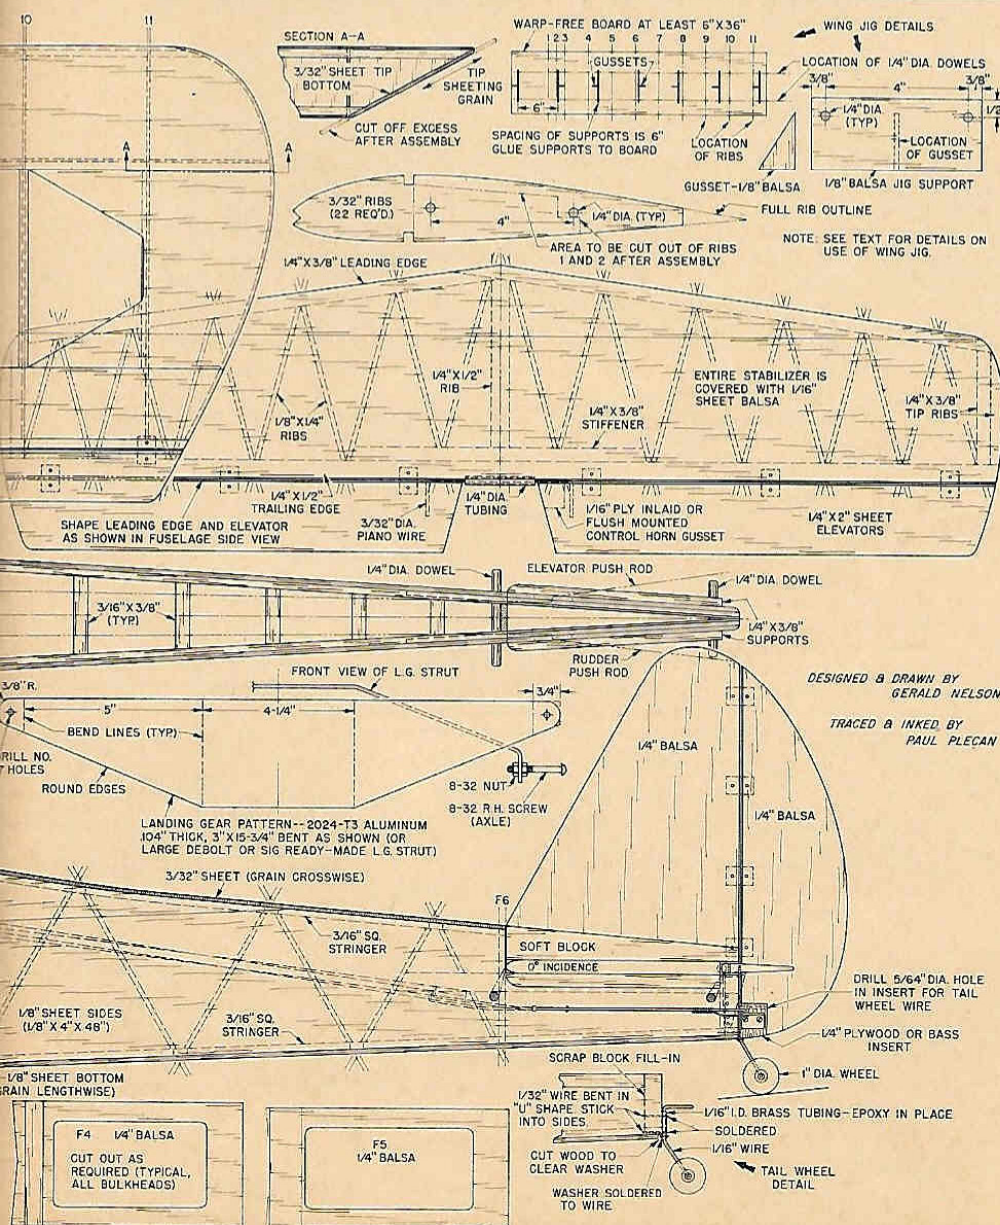 10
11
SECTION A-A
3/32" SHEET TIP
BOTTOM
TIP
SHEETING
GRAIN
CUT OFF EXCESS
AFTER ASSEMBLY
WARP-FREE BOARD AT LEAST 6"X36"
1 2 3 4 5 6 7 8 9 10 11
GUSSETS
6"
SPACING OF SUPPORTS IS 6"
GLUE SUPPORTS TO BOARD
LOCATION
OF RIBS
WING JIG DETAILS
LOCATION OF 1/4" DIA. DOWELS
3/8"
4"
3/8"
1/4" DIA.
(TYP)
1/2"
LOCATION
OF GUSSET
GUSSET-1/8" BALSA
1/8" BALSA JIG SUPPORT
A
A
3/32" RIBS
(22 REQ'D.)
4"
1/4" DIA. (TYP)
FULL RIB OUTLINE
AREA TO BE CUT OUT OF RIBS
1 AND 2 AFTER ASSEMBLY
NOTE: SEE TEXT FOR DETAILS ON
USE OF WING JIG.
1/4" X 3/8" LEADING EDGE
1/4" X 1/2"
RIB
ENTIRE STABILIZER IS
COVERED WITH 1/16"
SHEET BALSA
1/8" X 1/4"
RIBS
1/4" X 3/8"
STIFFENER
1/4" X 3/8"
TIP RIBS
1/4" X 1/2"
TRAILING EDGE
1/4" DIA.
TUBING
SHAPE LEADING EDGE AND ELEVATOR
AS SHOWN IN FUSELAGE SIDE VIEW
3/32" DIA.
PIANO WIRE
1/16" PLY INLAID OR
FLUSH MOUNTED
CONTROL HORN GUSSET
1/4" X 2" SHEET
ELEVATORS
1/4" DIA. DOWEL
ELEVATOR PUSH ROD
1/4" DIA. DOWEL
3/16" X 3/8"
(TYP)
1/4" X 3/8"
SUPPORTS
RUDDER
PUSH ROD
FRONT VIEW OF L.G. STRUT
3/8" R.
5"
4-1/4"
3/4"
BEND LINES (TYP)
HOLES
ROUND EDGES
8-32 NUT
8-32 R.H. SCREW
(AXLE)
LANDING GEAR PATTERN--2024-T3 ALUMINUM
.104" THICK, 3"X15-3/4" BENT AS SHOWN (OR
LARGE DEBOLT OR SIG READY-MADE L.G. STRUT)
DESIGNED & DRAWN BY
GERALD NELSON
TRACED & INKED BY
PAUL PLECAN
1/4" BALSA
1/4" BALSA
3/32" SHEET (GRAIN CROSSWISE)
F6
3/16" SQ.
STRINGER
SOFT BLOCK
0° INCIDENCE
1/8" SHEET SIDES
(1/8" X 4" X 48")
3/16" SQ.
STRINGER
DRILL 5/64" DIA. HOLE
IN INSERT FOR TAIL
WHEEL WIRE
1/4" PLYWOOD OR BASS
INSERT
1" DIA. WHEEL
1/8" SHEET BOTTOM
GRAIN LENGTHWISE)
SCRAP BLOCK FILL-IN
1/32" WIRE BENT IN
"U" SHAPE. STICK
INTO SIDES.
1/16" I.D. BRASS TUBING-EPOXY IN PLACE
SOLDERED
1/16" WIRE
CUT WOOD TO
CLEAR WASHER
WASHER SOLDERED
TO WIRE
TAIL WHEEL
DETAIL
F4 1/4" BALSA
CUT OUT AS
REQUIRED (TYPICAL,
ALL BULKHEADS)
F5
1/4" BALSA